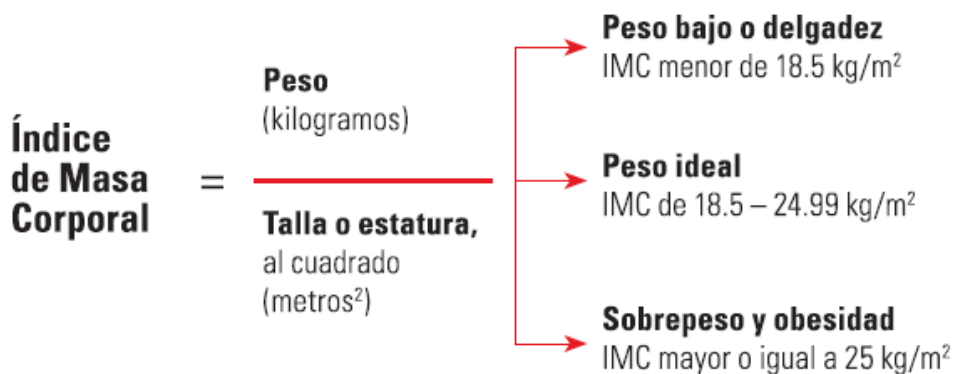 Índice
de Masa
Corporal
=
Peso
(kilogramos)
Talla o estatura,
al cuadrado
(metros²)
Peso bajo o delgadez
IMC menor de 18.5 kg/m²
Peso ideal
IMC de 18.5 – 24.99 kg/m²
Sobrepeso y obesidad
IMC mayor o igual a 25 kg/m²